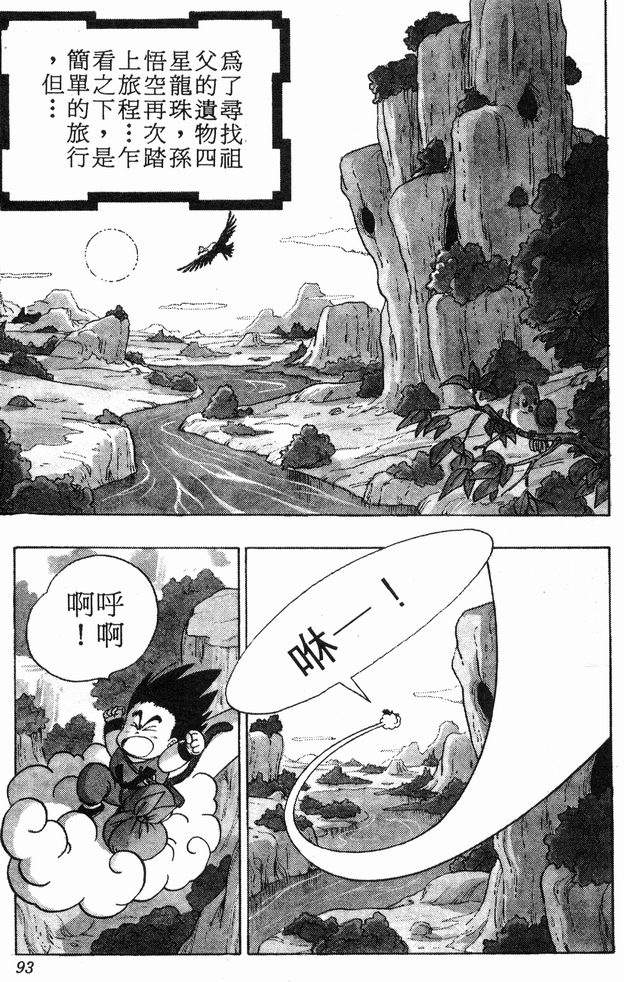 為了尋找祖
父的遺物四
星龍珠，孫
悟空再次踏
上旅程…乍
看之下，是
簡單的旅行
，但…
咻—！
呼啊
啊！
93